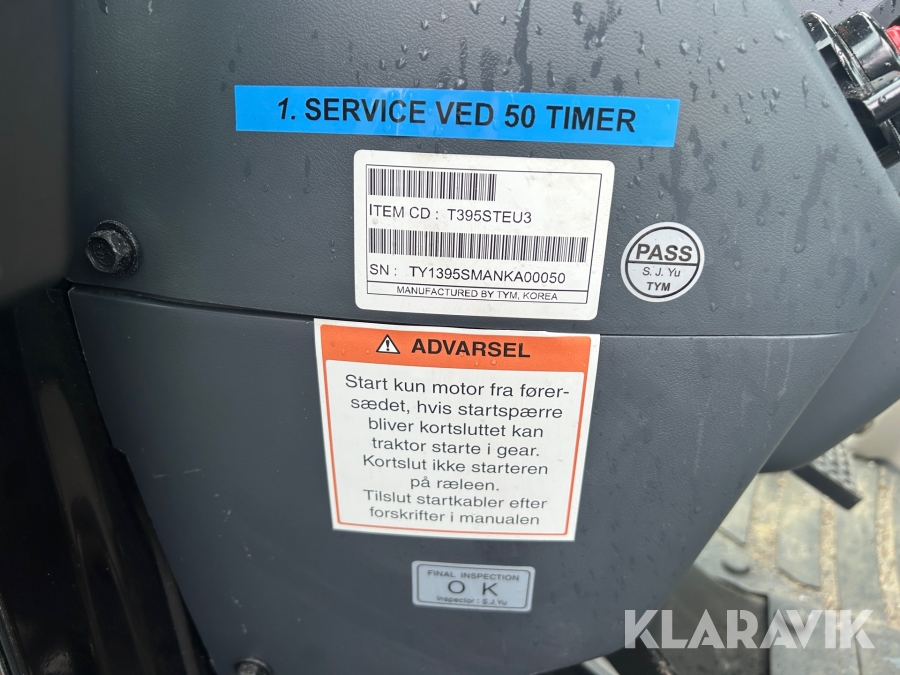 1. SERVICE VED 50 TIMER
ITEM CD : T395STEU3
SN : TY1395SMANKA00050
MANUFACTURED BY TYM, KOREA
PASS
S. J. Yu
TYM
⚠ ADVARSEL
Start kun motor fra fører-
sædet, hvis startspærre
bliver kortsluttet kan
traktor starte i gear.
Kortslut ikke starteren
på ræleen.
Tilslut startkabler efter
forskrifter i manualen
FINAL INSPECTION
O K
Inspector : S.J.Yu
KLARAVIK